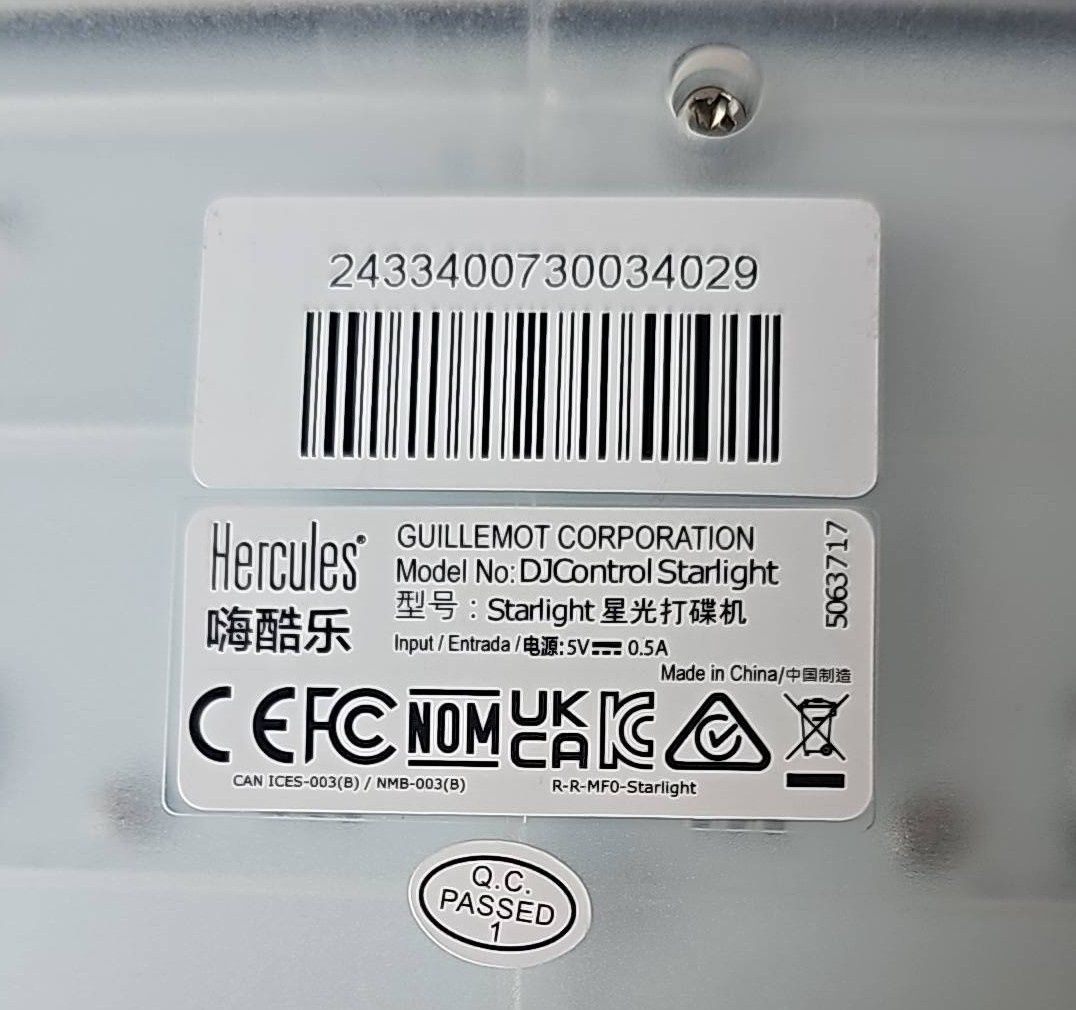 2433400730034029
Hercules®
嗨酷乐
GUILLEMOT CORPORATION
Model No: DJControl Starlight
型号：Starlight 星光打碟机
Input / Entrada / 电源: 5V⎓ 0.5A
5063717
Made in China/中国制造
CE FC NOM UK CA KC
CAN ICES-003(B) / NMB-003(B)
R-R-MF0-Starlight
Q.C.
PASSED
1